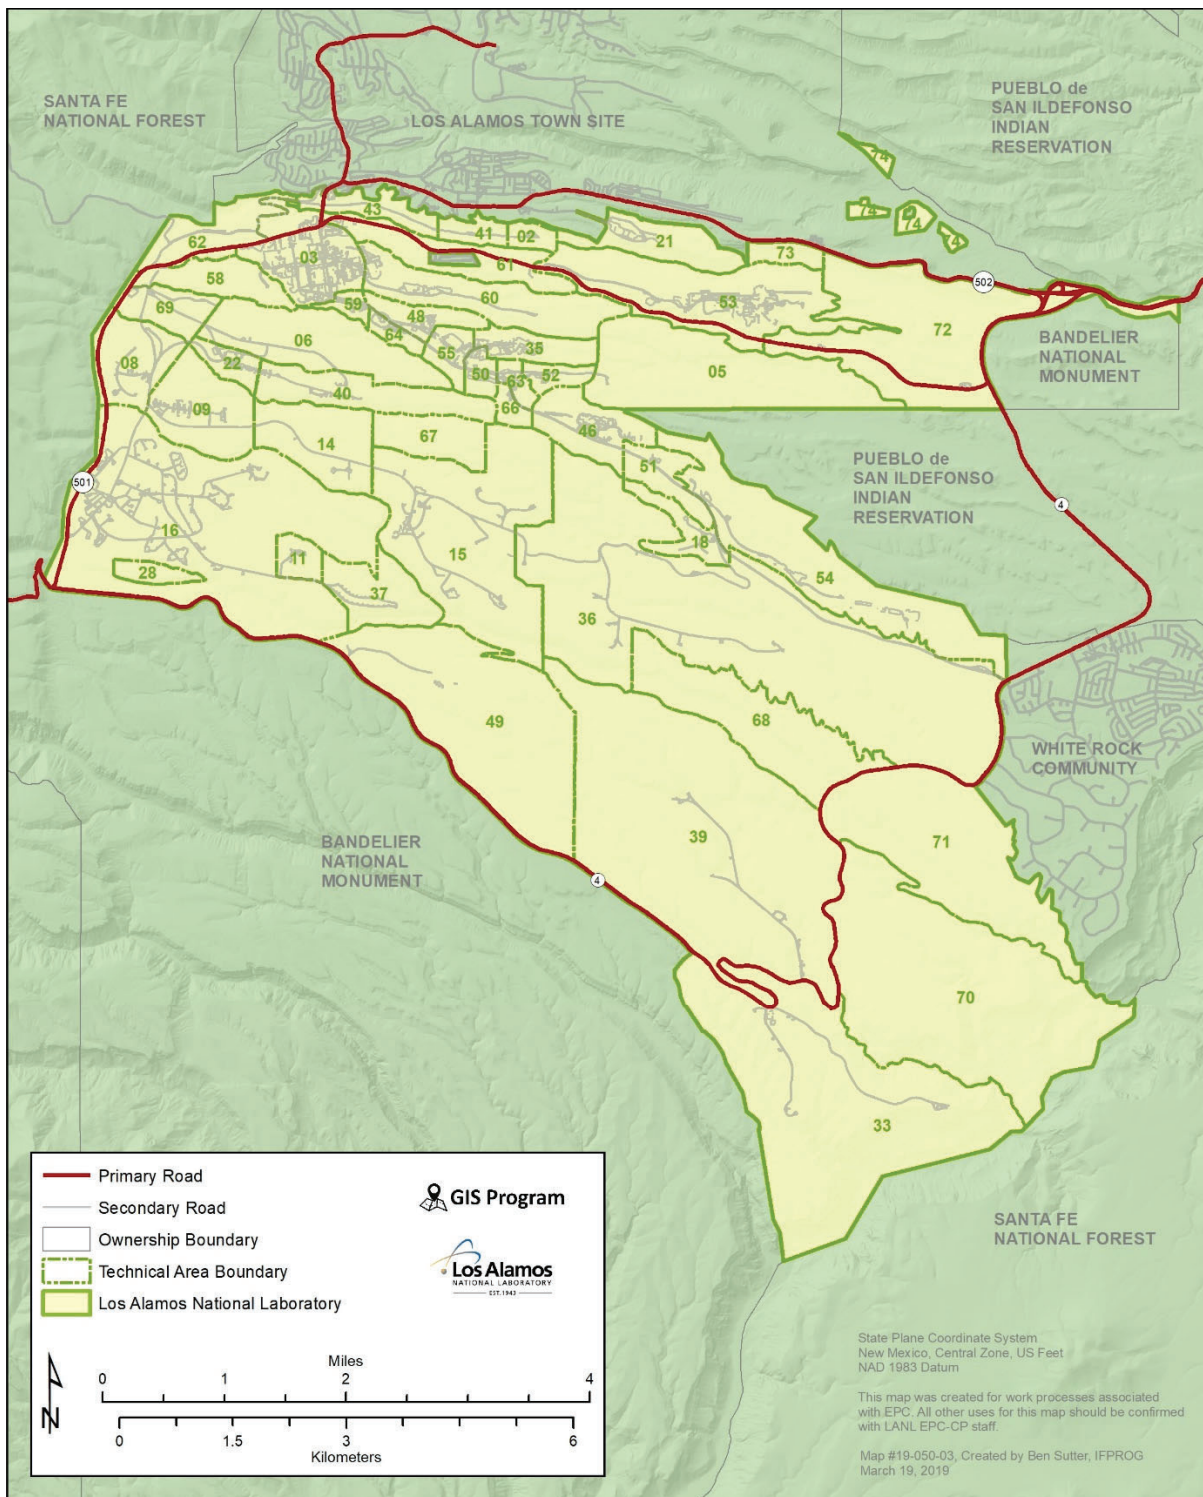 SANTA FE
NATIONAL FOREST
LOS ALAMOS TOWN SITE
PUEBLO de
SAN ILDEFONSO
INDIAN
RESERVATION
74
74
74
74
43
41
02
21
73
62
03
61
58
60
53
502
72
59
48
69
64
06
55
35
BANDELIER
NATIONAL
MONUMENT
08
22
50
63
52
05
40
09
66
46
14
67
51
PUEBLO de
SAN ILDEFONSO
INDIAN
RESERVATION
501
4
16
18
11
15
28
54
37
36
49
68
WHITE ROCK
COMMUNITY
39
71
BANDELIER
NATIONAL
MONUMENT
4
70
33
SANTA FE
NATIONAL FOREST
Primary Road
Secondary Road
Ownership Boundary
Technical Area Boundary
Los Alamos National Laboratory
GIS Program
Los Alamos
NATIONAL LABORATORY
EST. 1943
N
Miles
0 1 2 4
0 1.5 3 6
Kilometers
State Plane Coordinate System
New Mexico, Central Zone, US Feet
NAD 1983 Datum
This map was created for work processes associated
with EPC. All other uses for this map should be confirmed
with LANL EPC-CP staff.
Map #19-050-03, Created by Ben Sutter, IFPROG
March 19, 2019